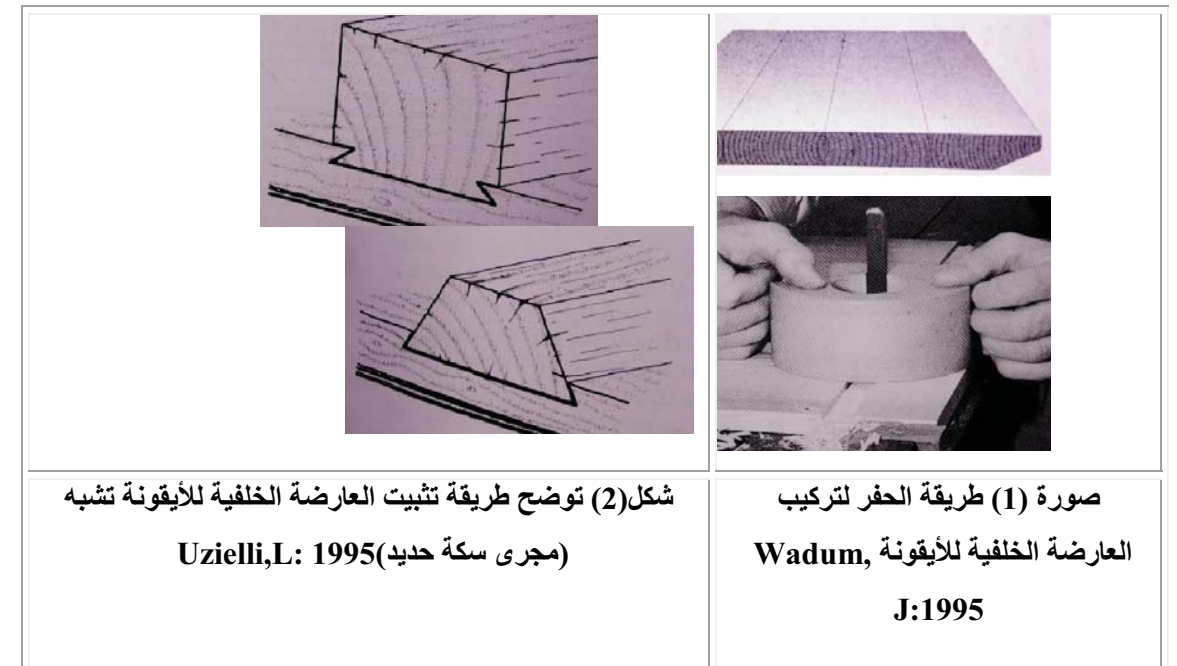 صورة (1) طريقة الحفر لتركيب
العارضة الخلفية للأيقونة Wadum,
J:1995
شكل(2) توضح طريقة تثبيت العارضة الخلفية للأيقونة تشبه
(مجرى سكة حديد)Uzielli,L: 1995